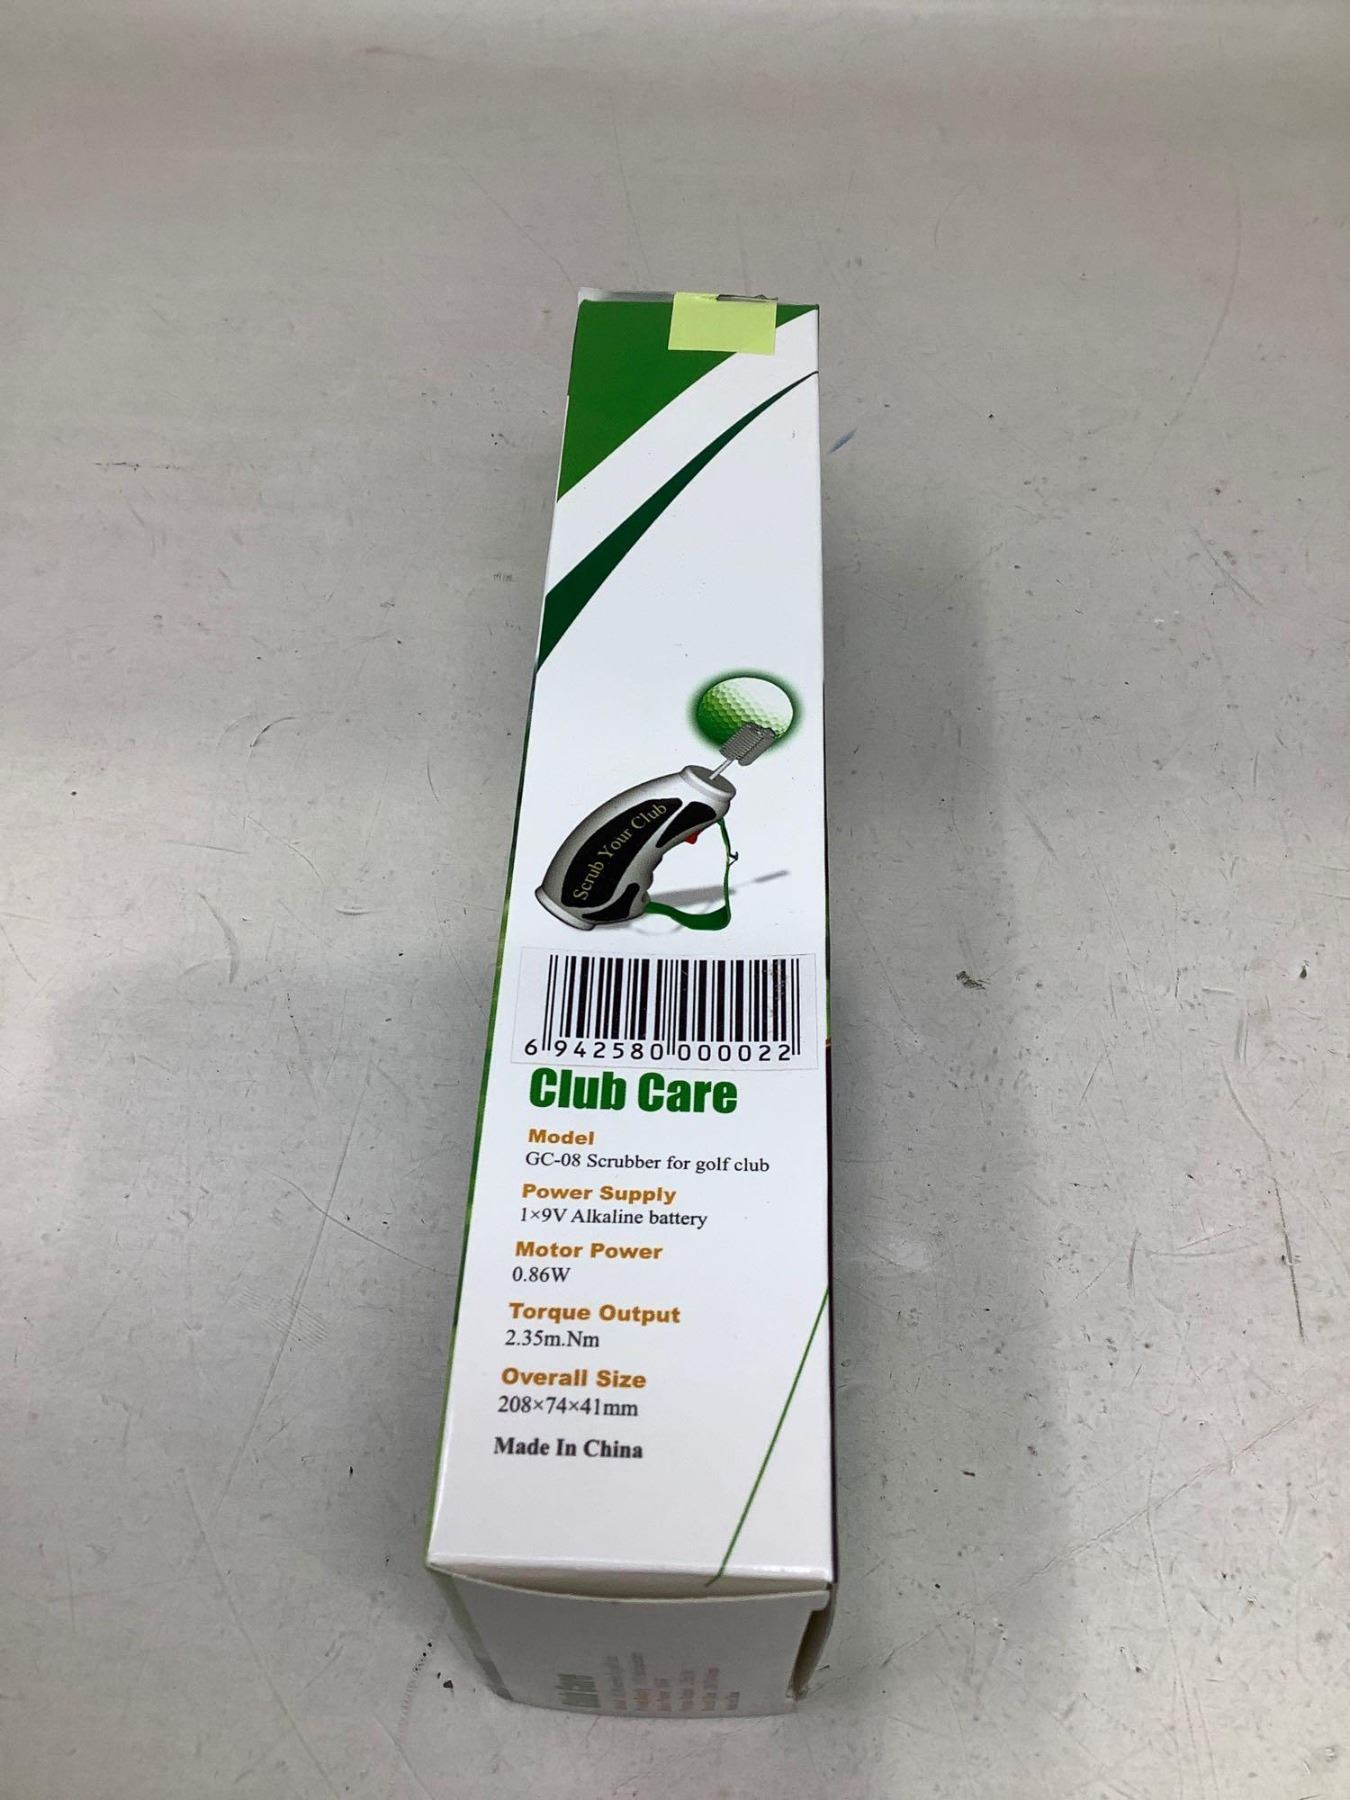 Scrub Your Club
6 942580 000022
Club Care
Model
GC-08 Scrubber for golf club
Power Supply
1×9V Alkaline battery
Motor Power
0.86W
Torque Output
2.35m.Nm
Overall Size
208×74×41mm
Made In China